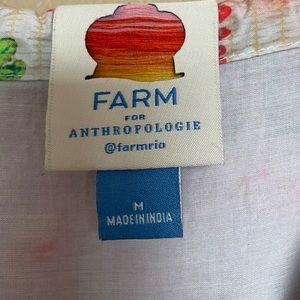 FARM
FOR
ANTHROPOLOGIE
@farmrio
M
MADE IN INDIA